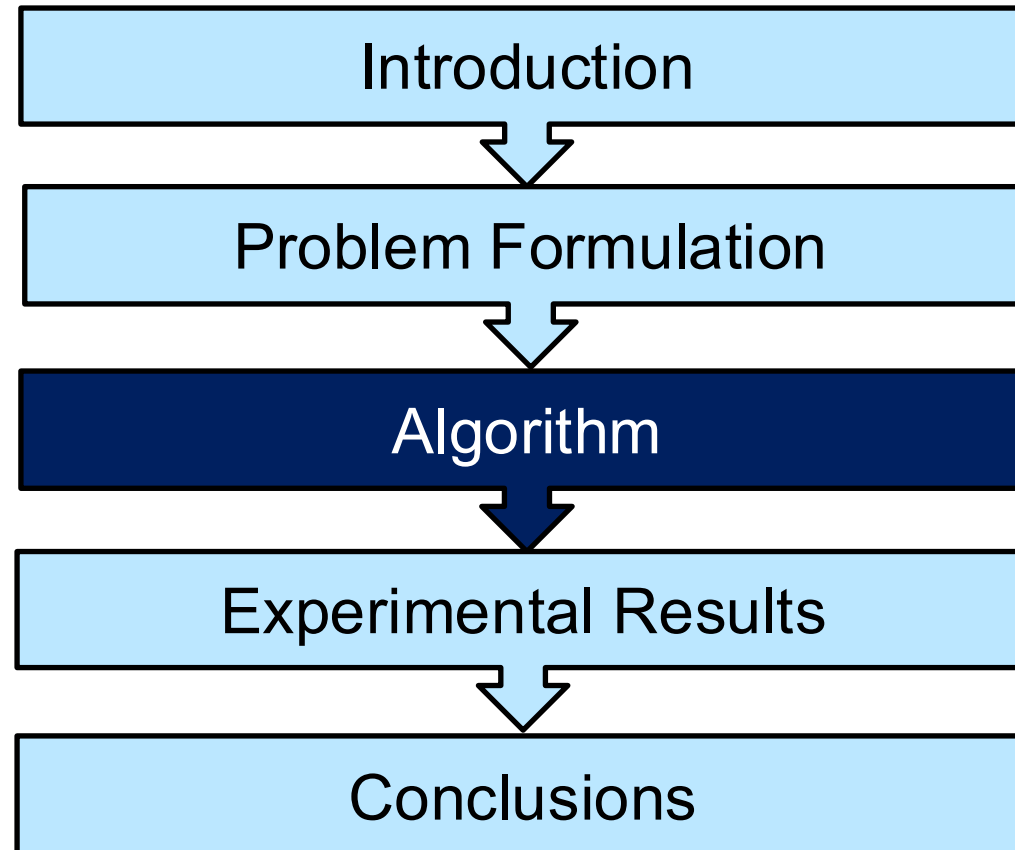 Introduction
Problem Formulation
Algorithm
Experimental Results
Conclusions